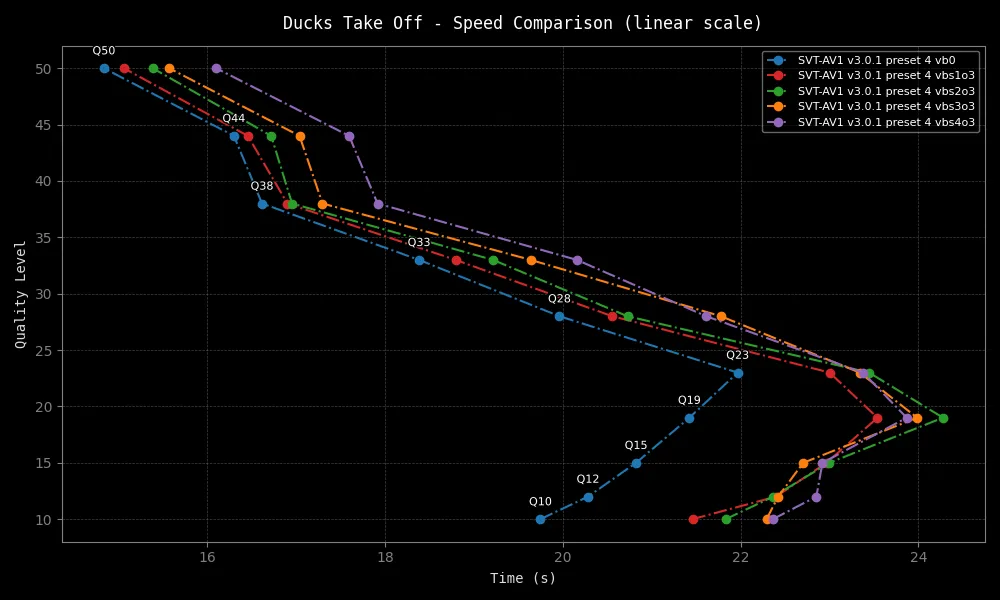 Ducks Take Off - Speed Comparison (linear scale)
SVT-AV1 v3.0.1 preset 4 vb0
SVT-AV1 v3.0.1 preset 4 vbs1o3
SVT-AV1 v3.0.1 preset 4 vbs2o3
SVT-AV1 v3.0.1 preset 4 vbs3o3
SVT-AV1 v3.0.1 preset 4 vbs4o3
Quality Level
50
45
40
35
30
25
20
15
10
Q50
Q44
Q38
Q33
Q28
Q23
Q19
Q15
Q12
Q10
16
18
20
22
24
Time (s)